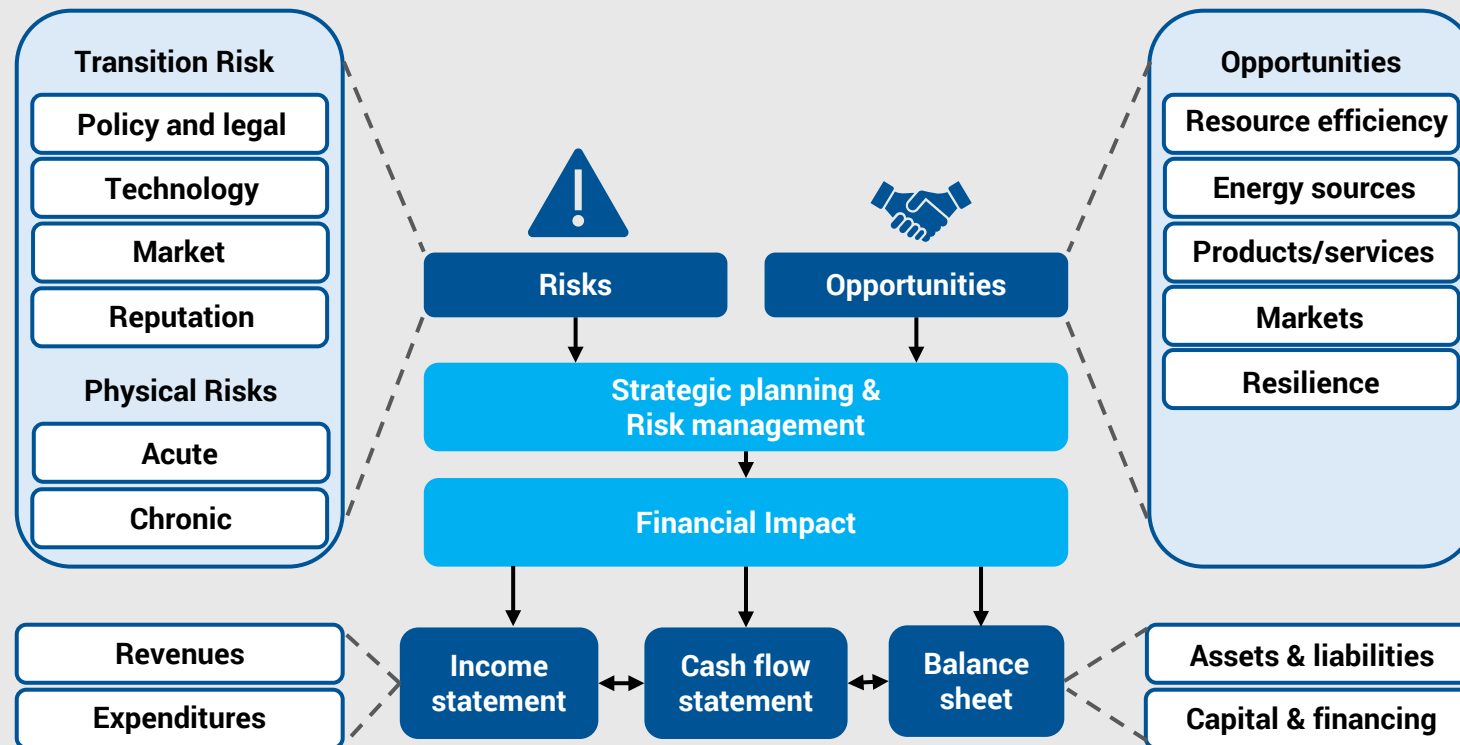 Transition Risk
Policy and legal
Technology
Market
Reputation
Physical Risks
Acute
Chronic
Risks
Opportunities
Strategic planning &
Risk management
Financial Impact
Opportunities
Resource efficiency
Energy sources
Products/services
Markets
Resilience
Revenues
Expenditures
Income
statement
Cash flow
statement
Balance
sheet
Assets & liabilities
Capital & financing